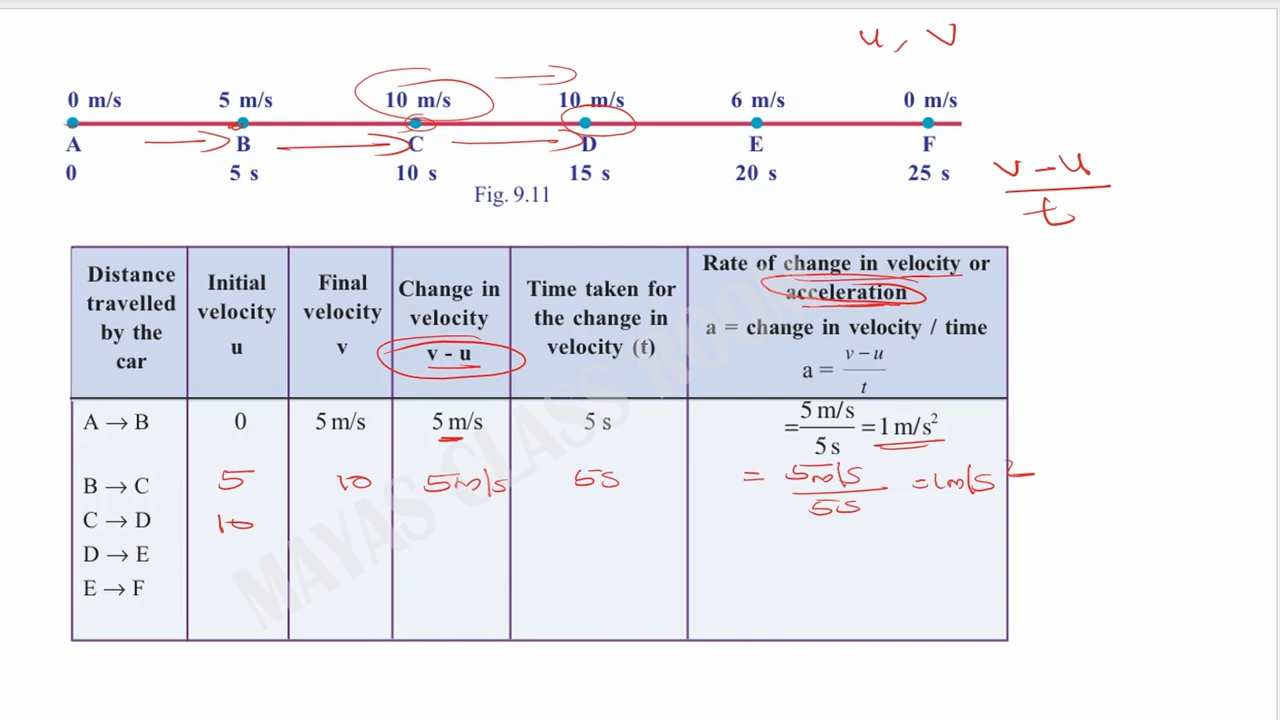 u, v
0 m/s 5 m/s 10 m/s 10 m/s 6 m/s 0 m/s
A B C D E F
0 5 s 10 s 15 s 20 s 25 s
Fig. 9.11
v - u
t
Distance travelled by the car
Initial velocity u
Final velocity v
Change in velocity v - u
Time taken for the change in velocity (t)
Rate of change in velocity or acceleration
a = change in velocity / time
a = v − u / t
A → B 0 5 m/s 5 m/s 5 s = 5 m/s / 5 s = 1 m/s²
B → C 5 10 5m/s 5s = 5m/s / 5s = 1m/s²
C → D 10
D → E
E → F
MAYAS CLASS ROOM